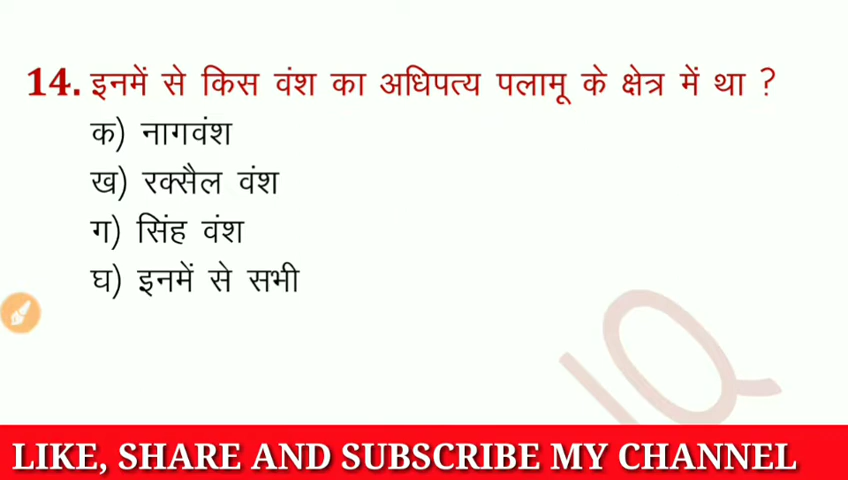 14. इनमें से किस वंश का अधिपत्य पलामू के क्षेत्र में था ?
क) नागवंश
ख) रक्सैल वंश
ग) सिंह वंश
घ) इनमें से सभी
LIKE, SHARE AND SUBSCRIBE MY CHANNEL